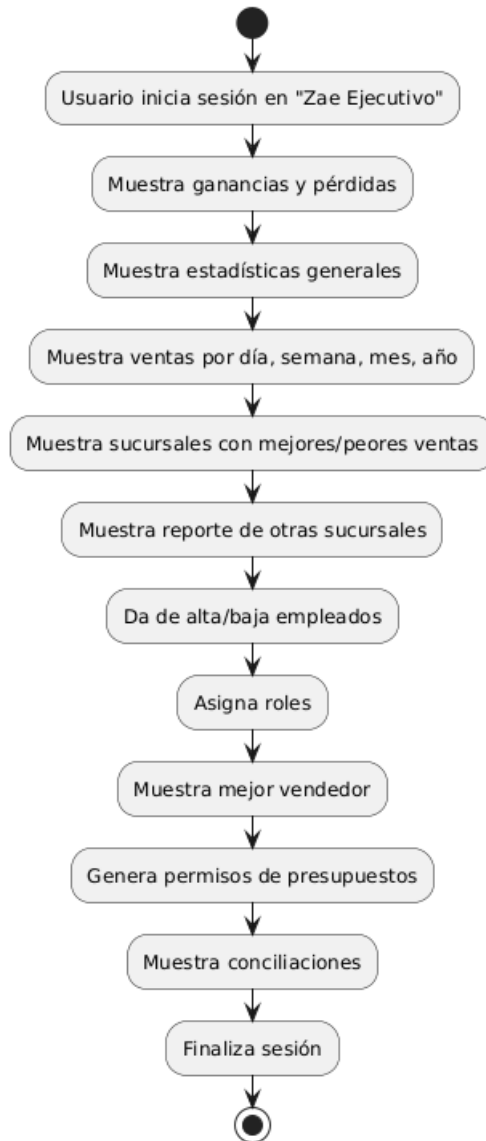 Usuario inicia sesión en "Zae Ejecutivo"
Muestra ganancias y pérdidas
Muestra estadísticas generales
Muestra ventas por día, semana, mes, año
Muestra sucursales con mejores/peores ventas
Muestra reporte de otras sucursales
Da de alta/baja empleados
Asigna roles
Muestra mejor vendedor
Genera permisos de presupuestos
Muestra conciliaciones
Finaliza sesión